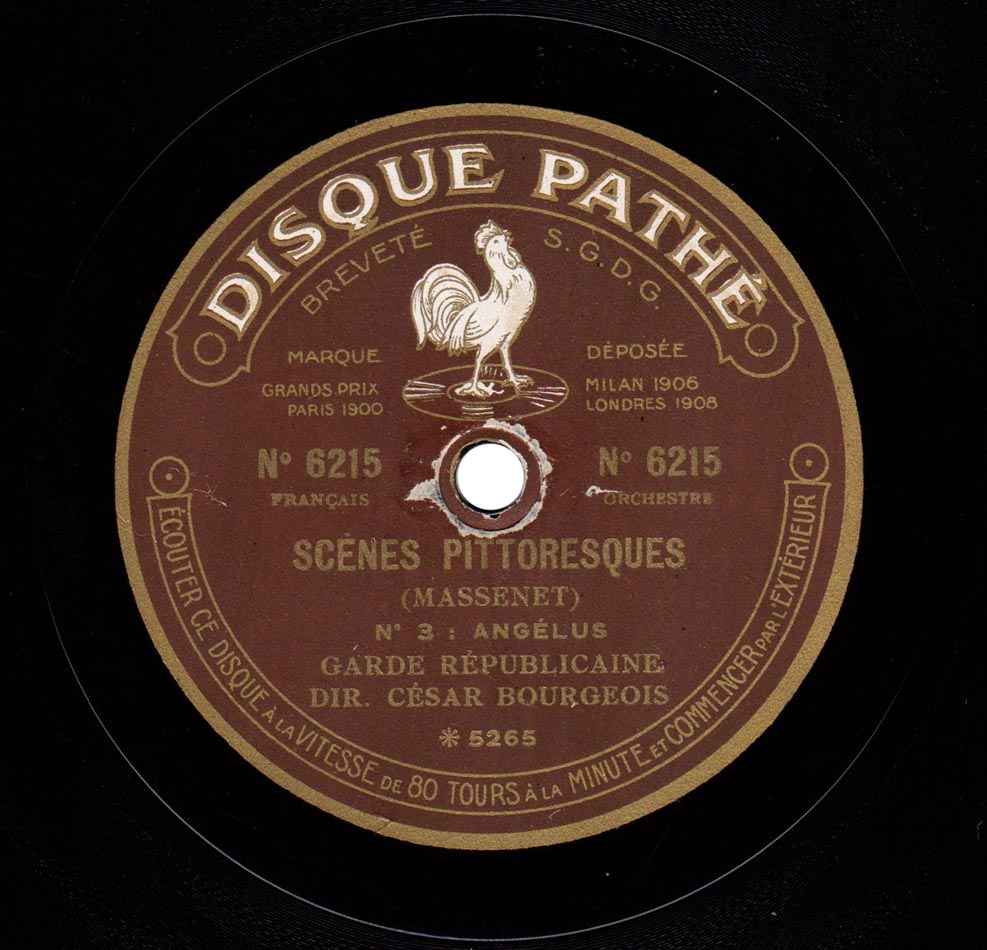 DISQUE PATHÉ
BREVETÉ S.G.D.G.
MARQUE DÉPOSÉE
GRANDS PRIX MILAN 1906
PARIS 1900 LONDRES 1908
Nº 6215 Nº 6215
FRANÇAIS ORCHESTRE
SCÈNES PITTORESQUES
(MASSENET)
Nº 3 : ANGÉLUS
GARDE RÉPUBLICAINE
DIR. CÉSAR BOURGEOIS
* 5265
ÉCOUTER CE DISQUE À LA VITESSE DE 80 TOURS À LA MINUTE ET COMMENCER PAR L'EXTÉRIEUR